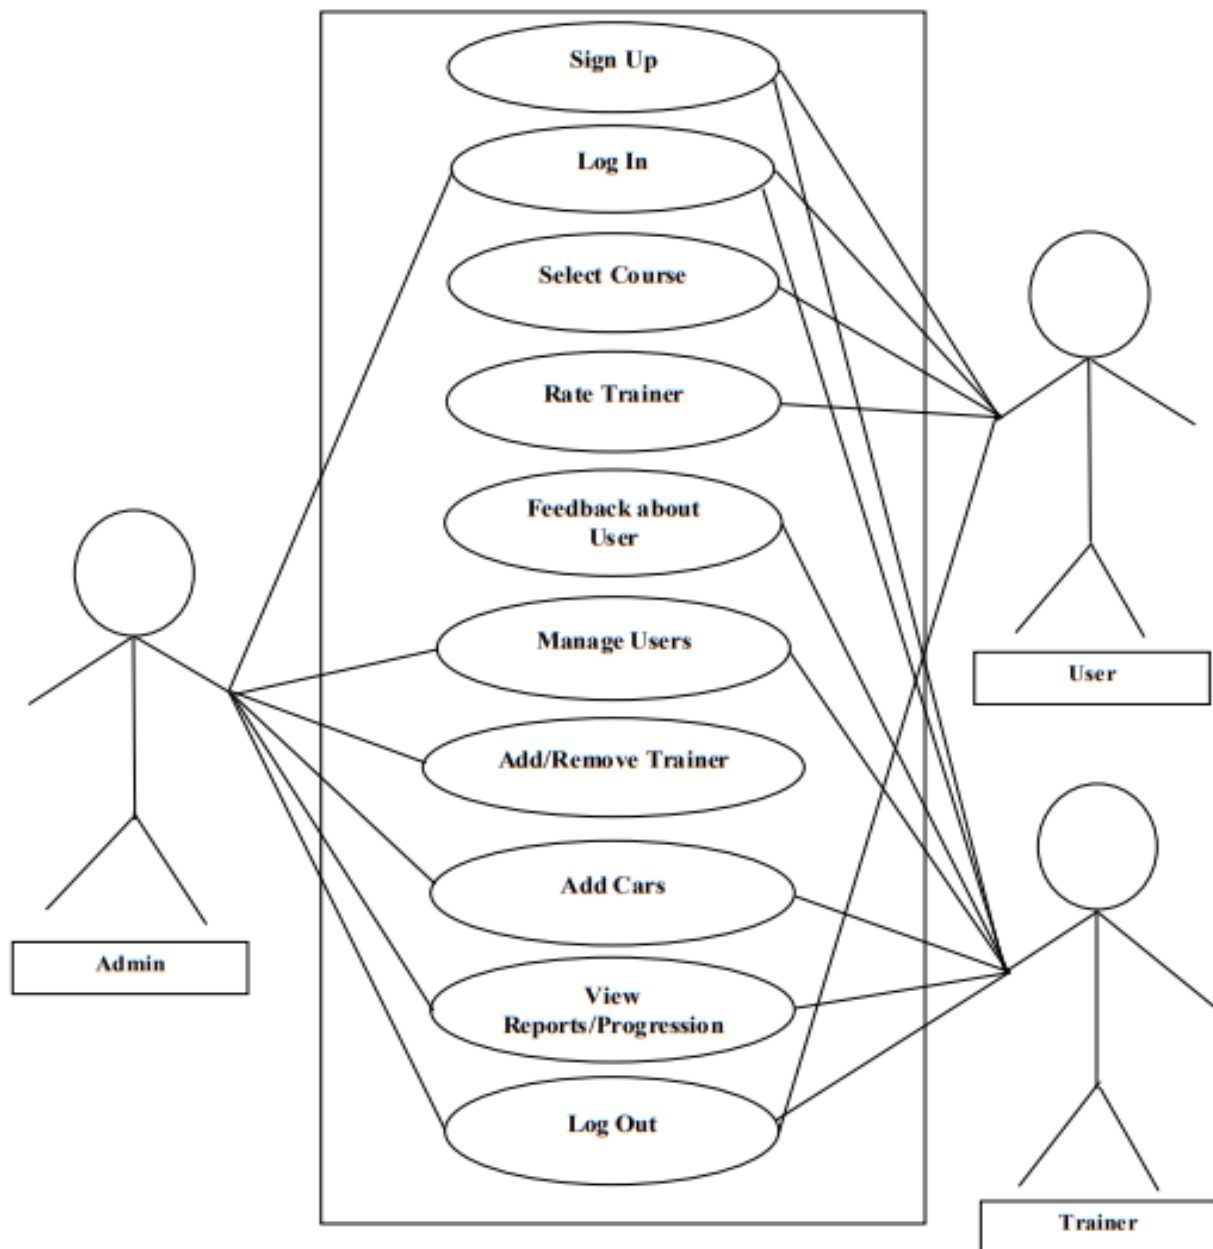 Sign Up
Log In
Select Course
Rate Trainer
Feedback about
User
Manage Users
User
Add/Remove Trainer
Add Cars
Admin
View
Reports/Progression
Log Out
Trainer